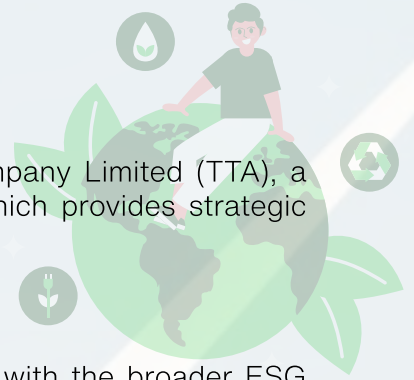 mpany Limited (TTA), a
hich provides strategic
with the broader ESG